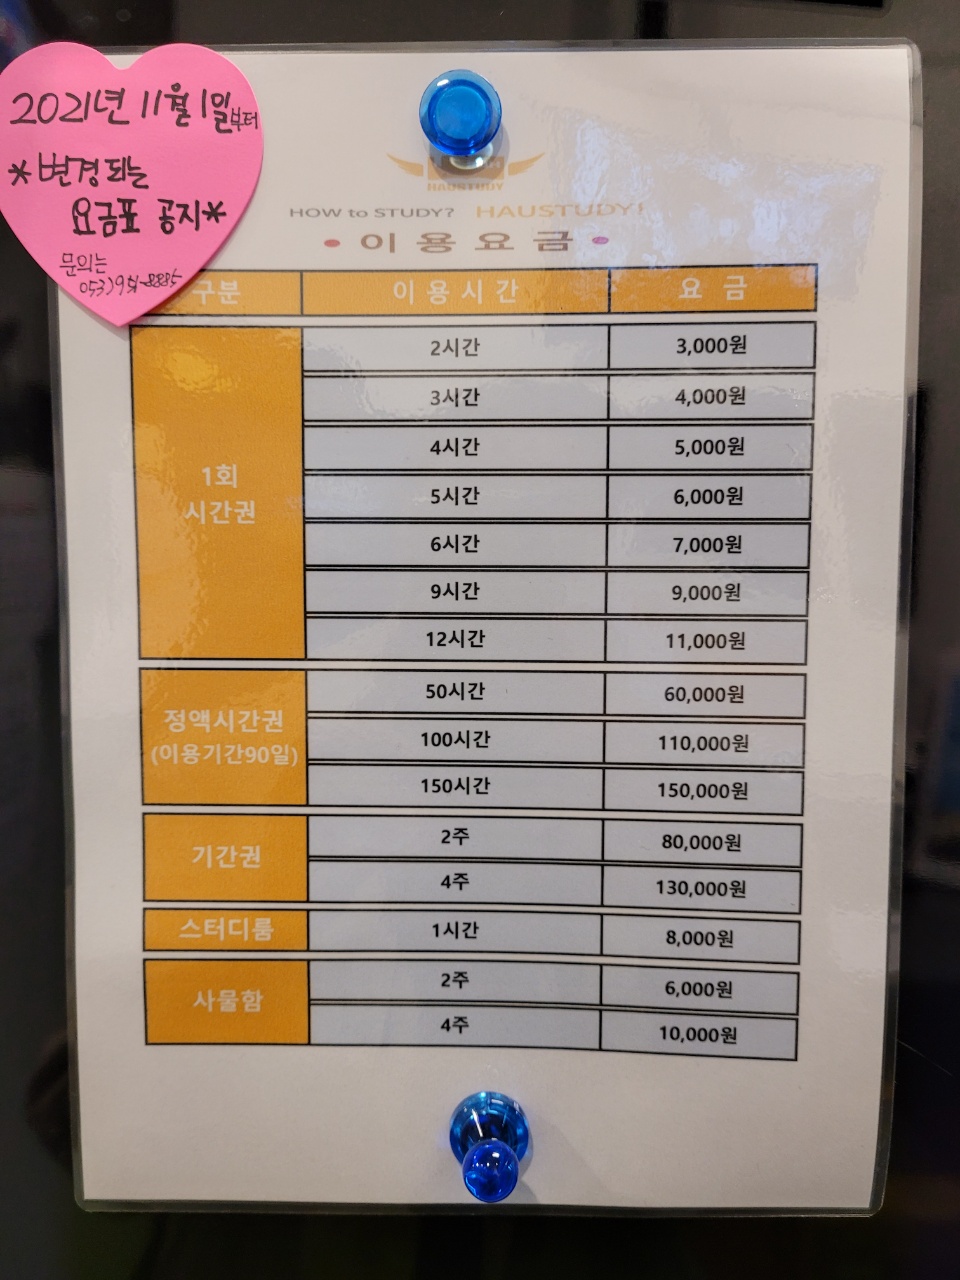 2021년 11월 1일부터
*변경되는
요금표 공지*
문의는
053)951-8885
HAUSTUDY
HOW to STUDY? HAUSTUDY!
• 이용요금 •
구분 이용시간 요금
1회
시간권
2시간 3,000원
3시간 4,000원
4시간 5,000원
5시간 6,000원
6시간 7,000원
9시간 9,000원
12시간 11,000원
정액시간권
(이용기간90일)
50시간 60,000원
100시간 110,000원
150시간 150,000원
기간권
2주 80,000원
4주 130,000원
스터디룸 1시간 8,000원
사물함
2주 6,000원
4주 10,000원